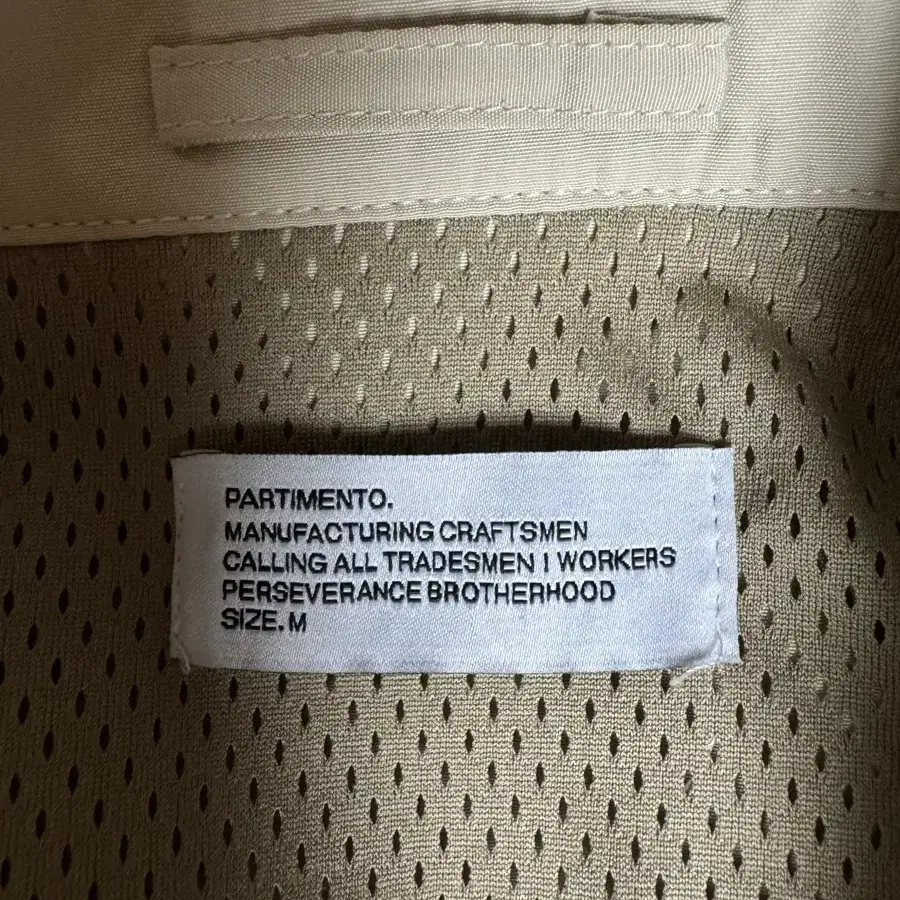 PARTIMENTO.
MANUFACTURING CRAFTSMEN
CALLING ALL TRADESMEN | WORKERS
PERSEVERANCE BROTHERHOOD
SIZE. M